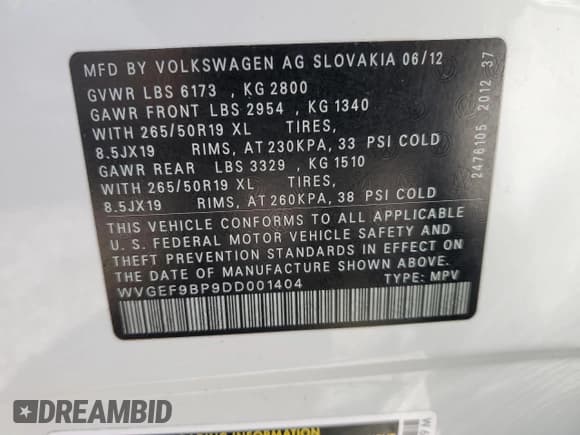 MFD BY VOLKSWAGEN AG SLOVAKIA 06/12
GVWR LBS 6173 , KG 2800
GAWR FRONT LBS 2954 , KG 1340
WITH 265/50R19 XL TIRES,
8.5JX19 RIMS, AT 230KPA, 33 PSI COLD
GAWR REAR LBS 3329 , KG 1510
WITH 265/50R19 XL TIRES,
8.5JX19 RIMS, AT 260KPA, 38 PSI COLD
THIS VEHICLE CONFORMS TO ALL APPLICABLE
U. S. FEDERAL MOTOR VEHICLE SAFETY AND
THEFT PREVENTION STANDARDS IN EFFECT ON
THE DATE OF MANUFACTURE SHOWN ABOVE.
WVGEF9BP9DD001404 TYPE: MPV
2476105 2012 37
DREAMBID
INFORMATION